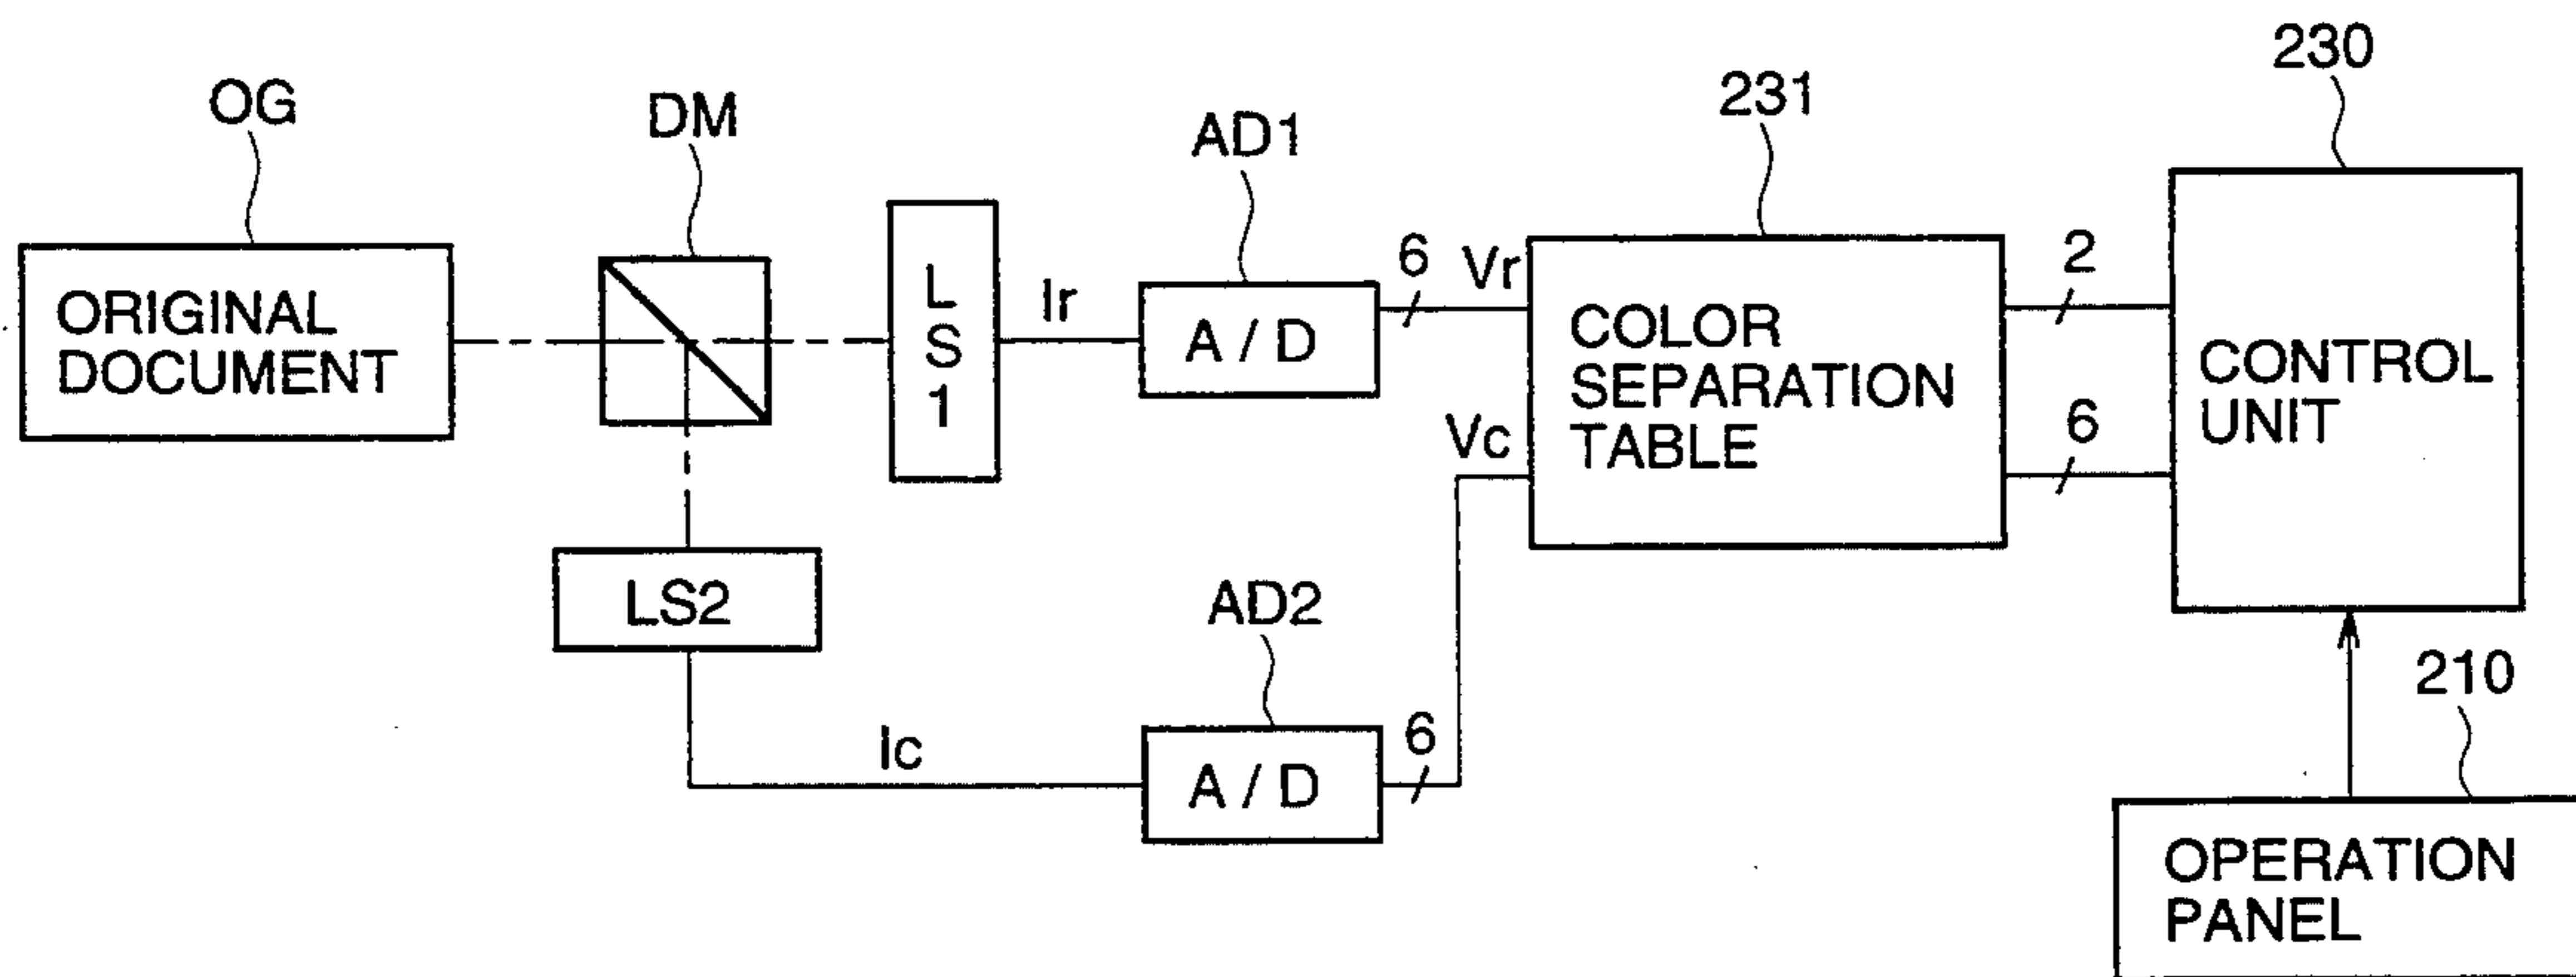 OG
DM
AD1
231
230
ORIGINAL
DOCUMENT
L
S
1
Ir
A / D
6
Vr
Vc
COLOR
SEPARATION
TABLE
2
6
CONTROL
UNIT
LS2
Ic
AD2
A / D
6
210
OPERATION
PANEL